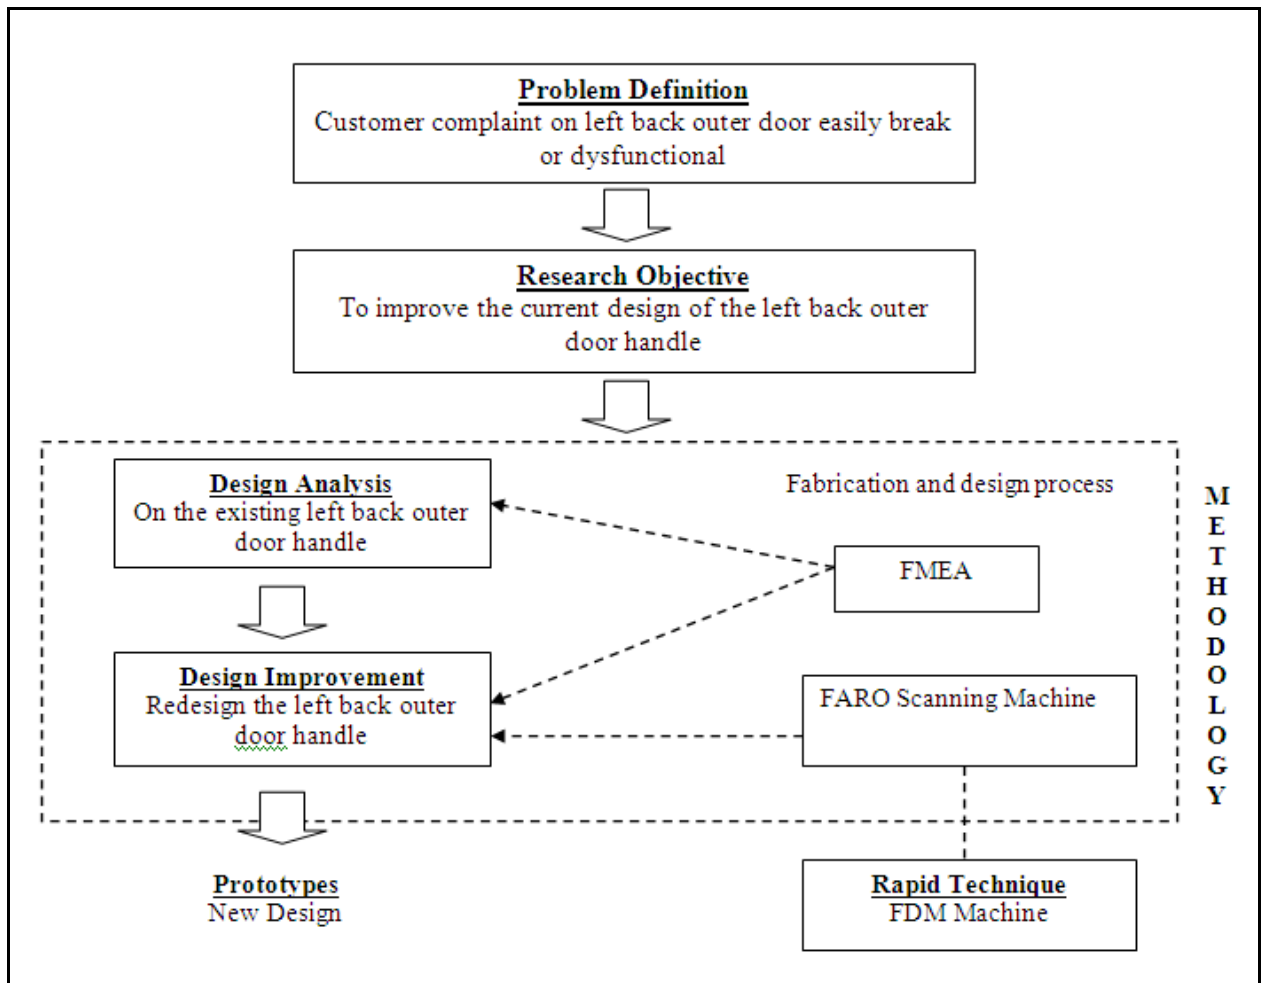 Problem Definition
Customer complaint on left back outer door easily break
or dysfunctional
Research Objective
To improve the current design of the left back outer
door handle
Design Analysis
On the existing left back outer
door handle
Fabrication and design process
FMEA
Design Improvement
Redesign the left back outer
door handle
FARO Scanning Machine
METHODOLOGY
Prototypes
New Design
Rapid Technique
FDM Machine